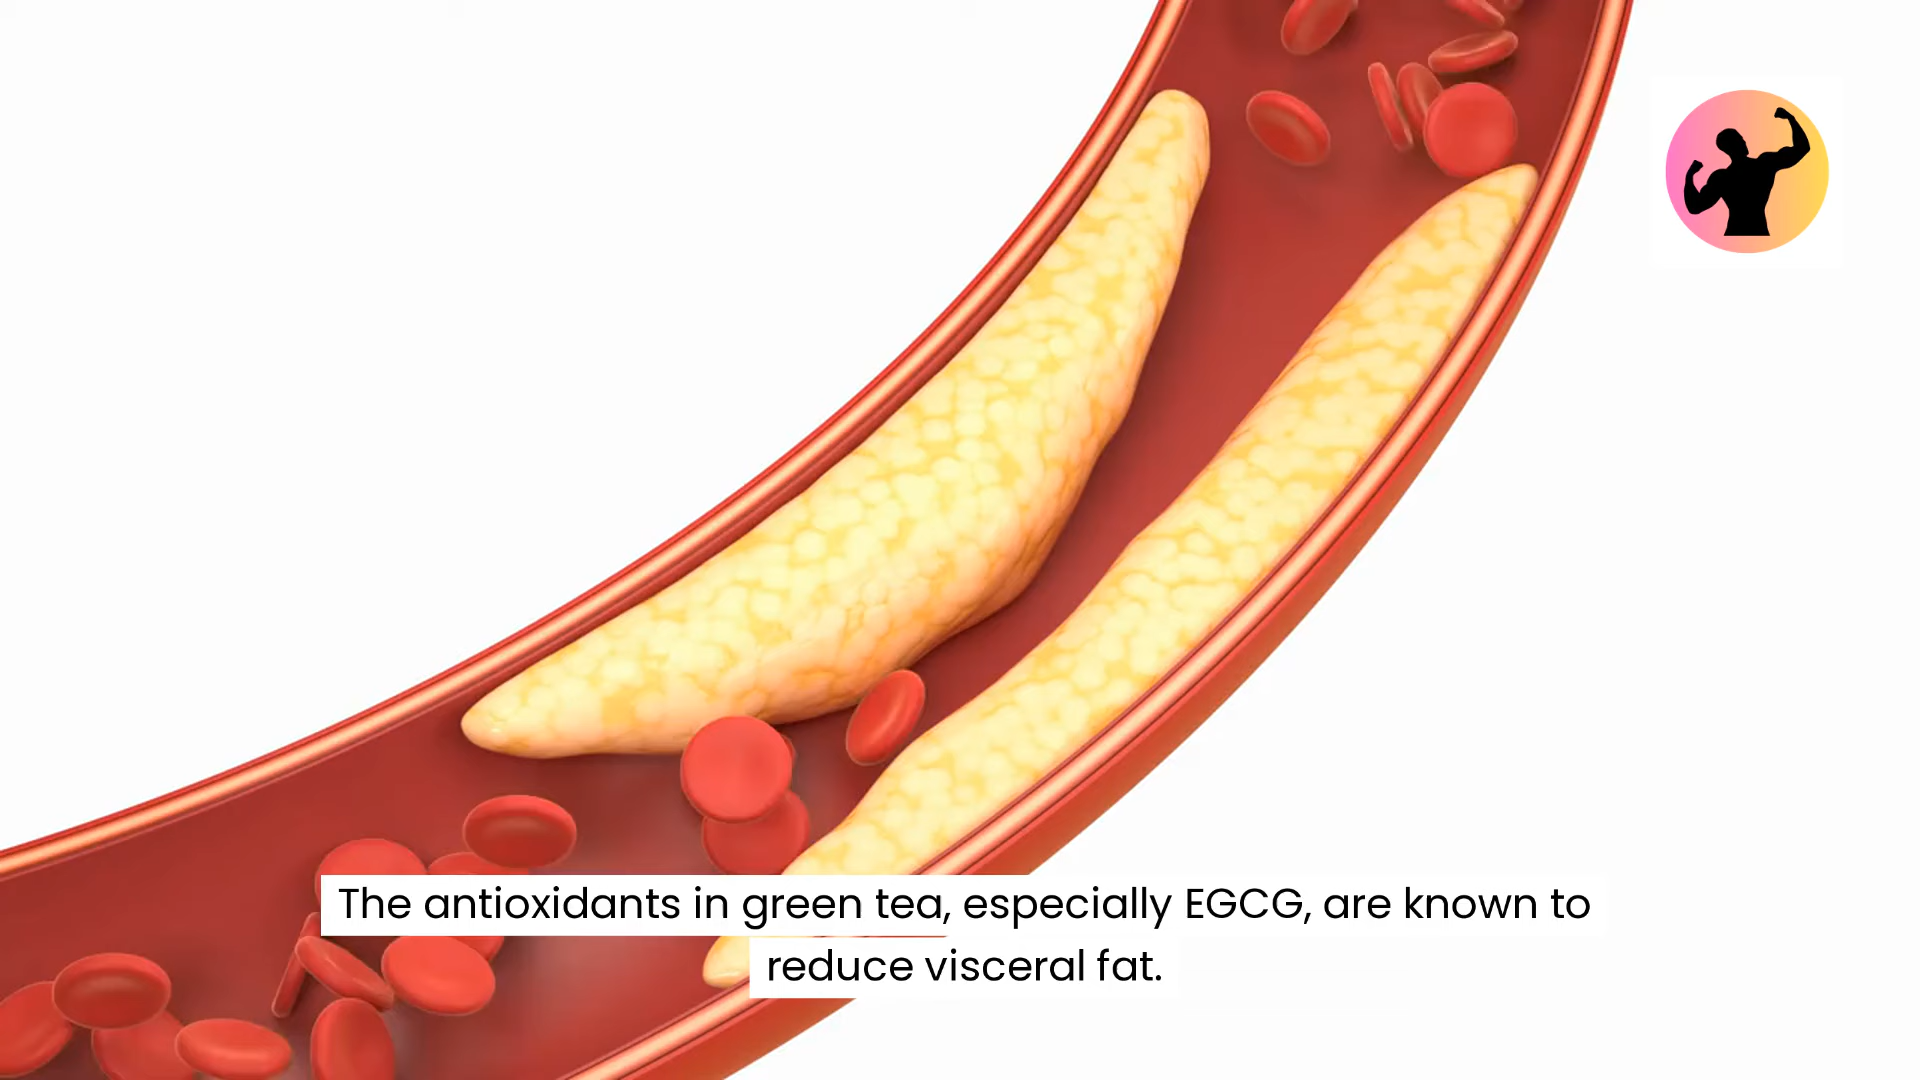 The antioxidants in green tea, especially EGCG, are known to
reduce visceral fat.